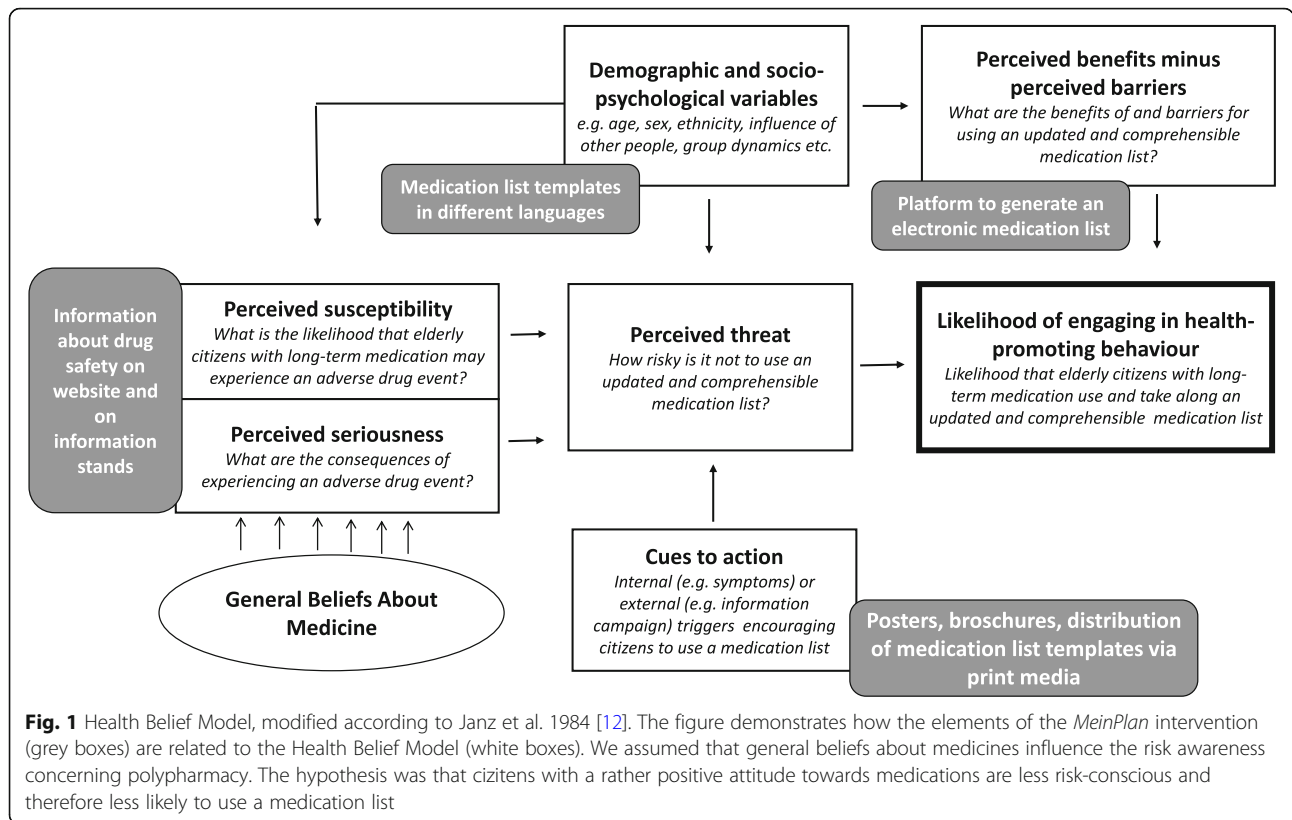 Demographic and socio-
psychological variables
e.g. age, sex, ethnicity, influence of
other people, group dynamics etc.
Perceived benefits minus
perceived barriers
What are the benefits of and barriers for
using an updated and comprehensible
medication list?
Medication list templates
in different languages
Platform to generate an
electronic medication list
Information
about drug
safety on
website and
on
information
stands
Perceived susceptibility
What is the likelihood that elderly
citizens with long-term medication may
experience an adverse drug event?
Perceived seriousness
What are the consequences of
experiencing an adverse drug event?
Perceived threat
How risky is it not to use an
updated and comprehensible
medication list?
Likelihood of engaging in health-
promoting behaviour
Likelihood that elderly citizens with long-
term medication use and take along an
updated and comprehensible medication list
General Beliefs About
Medicine
Cues to action
Internal (e.g. symptoms) or
external (e.g. information
campaign) triggers encouraging
citizens to use a medication list
Posters, broschures, distribution
of medication list templates via
print media
Fig. 1 Health Belief Model, modified according to Janz et al. 1984 [12]. The figure demonstrates how the elements of the MeinPlan intervention
(grey boxes) are related to the Health Belief Model (white boxes). We assumed that general beliefs about medicines influence the risk awareness
concerning polypharmacy. The hypothesis was that cizitens with a rather positive attitude towards medications are less risk-conscious and
therefore less likely to use a medication list